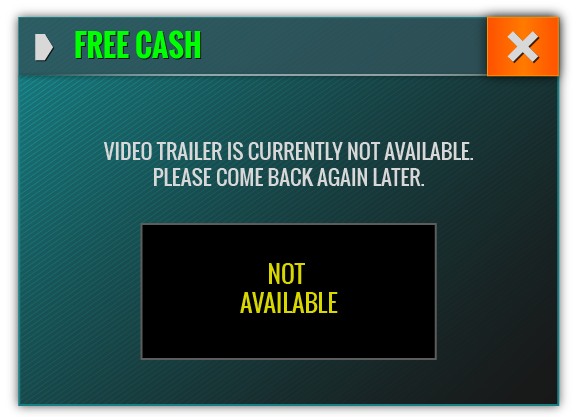 FREE CASH
VIDEO TRAILER IS CURRENTLY NOT AVAILABLE.
PLEASE COME BACK AGAIN LATER.
NOT
AVAILABLE